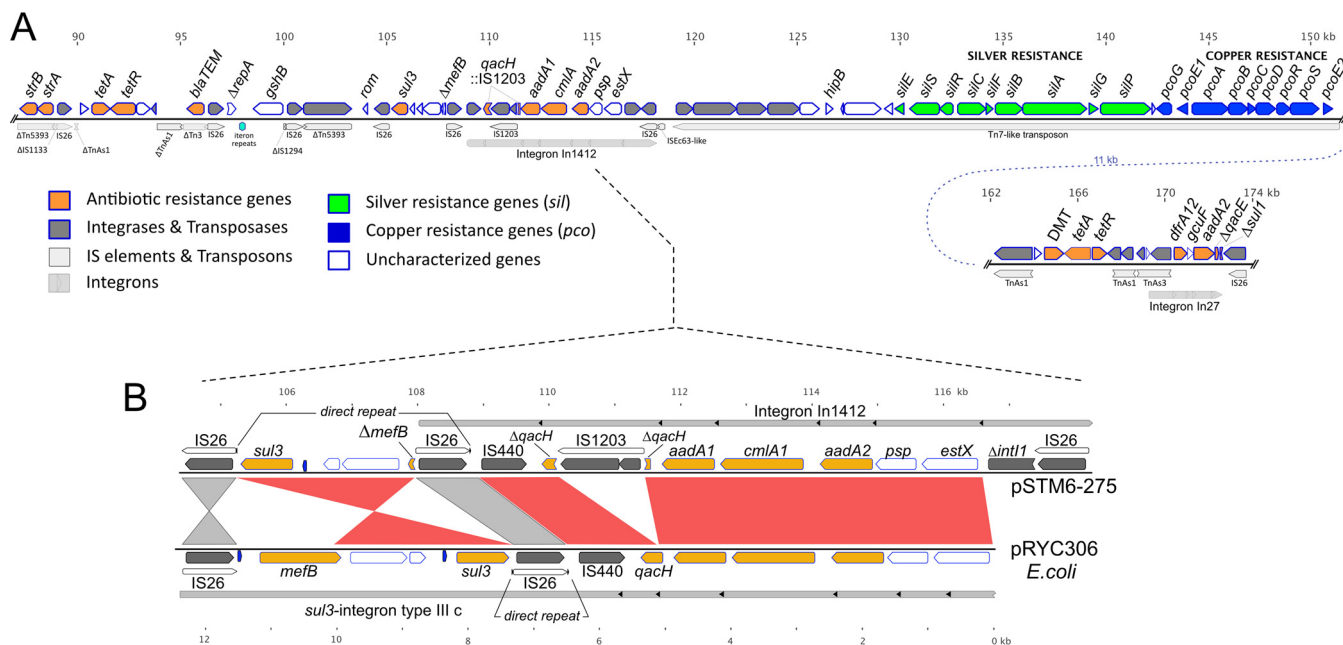 A
90 95 100 105 110 115 120 125 130 135 140 145 150 kb
SILVER RESISTANCE COPPER RESISTANCE
strB strA tetA tetR blaTEM ΔrepA gshB rom sul3 ΔmefB qacH ::IS1203 aadA1 cmlA aadA2 psp estX hipB silE silS silR silC silF silB silA silG silP pcoG pcoE1 pcoA pcoB pcoC pcoD pcoR pcoS pcoE2
ΔTn5393 IS26 ΔTnAs1 ΔTn3 IS26 iteron repeats IS26 ΔTn5393 IS26 IS26 IS1203 IS26 ISEc63-like Tn7-like transposon
ΔIS1133 ΔTnAs1 ΔIS1294 Integron In1412
11 kb
162 166 170 174 kb
DMT tetA tetR dfrA12 gcuF aadA2 ΔqacE Δsul1
TnAs1 TnAs1 TnAs3 IS26
Integron In27
Antibiotic resistance genes
Integrases & Transposases
IS elements & Transposons
Integrons
Silver resistance genes (sil)
Copper resistance genes (pco)
Uncharacterized genes
B
106 108 110 112 114 116 kb
direct repeat Integron In1412
IS26 ΔmefB IS26 IS440 ΔqacH IS1203 ΔqacH IS26
sul3 aadA1 cmlA1 aadA2 psp estX ΔintI1
pSTM6-275
pRYC306
E.coli
IS26 mefB sul3 IS26 IS440 qacH
direct repeat
sul3-integron type III c
12 10 8 6 4 2 0 kb